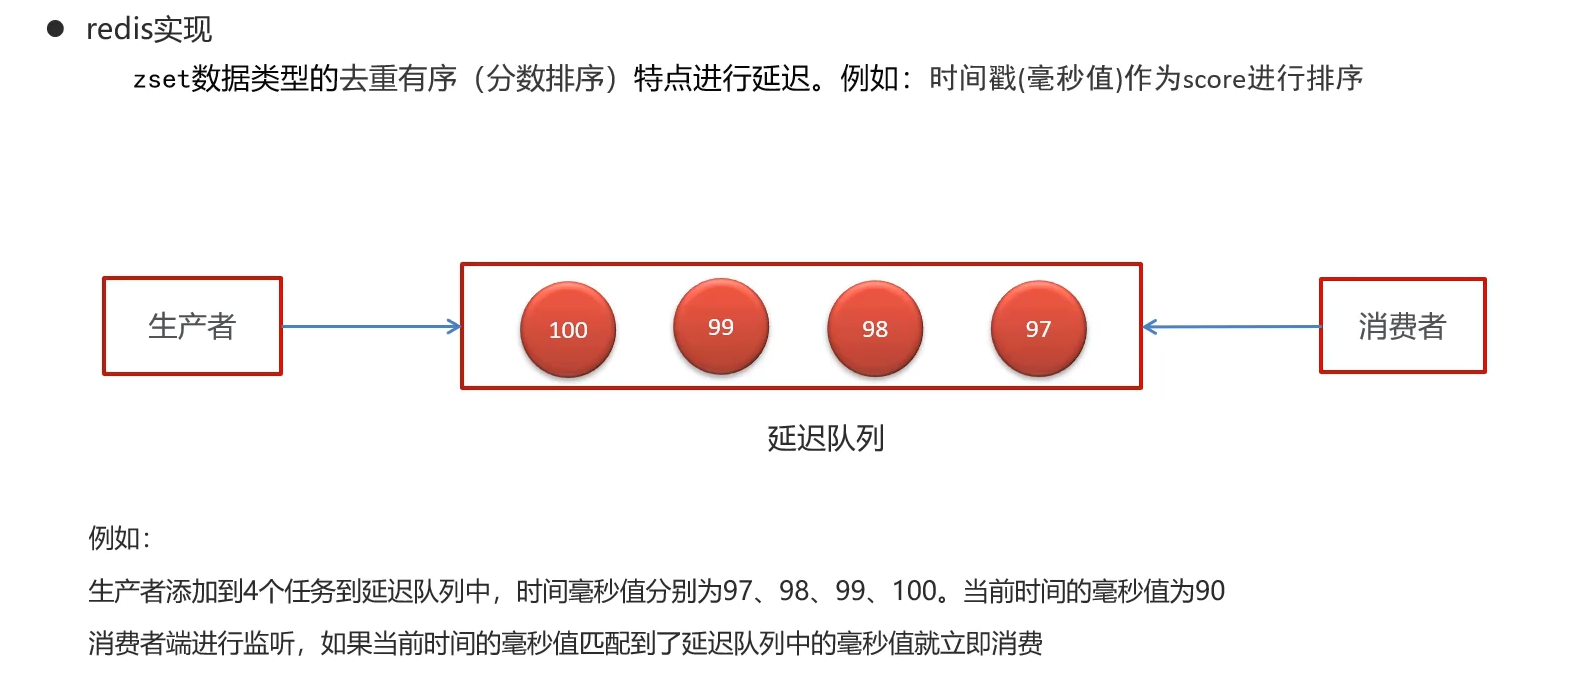 ● redis实现
zset数据类型的去重有序（分数排序）特点进行延迟。例如：时间戳(毫秒值)作为score进行排序
生产者
100
99
98
97
消费者
延迟队列
例如：
生产者添加到4个任务到延迟队列中，时间毫秒值分别为97、98、99、100。当前时间的毫秒值为90
消费者端进行监听，如果当前时间的毫秒值匹配到了延迟队列中的毫秒值就立即消费